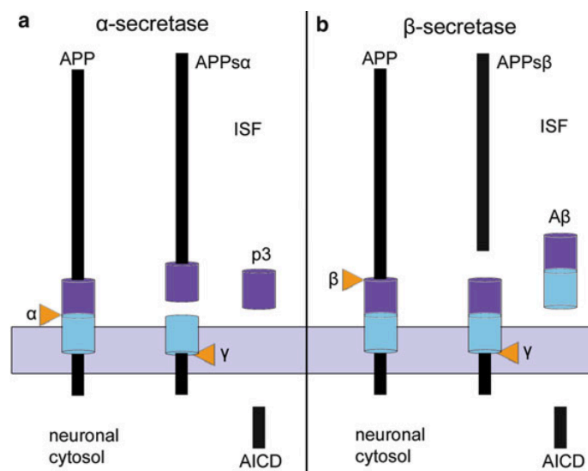 a
α-secretase
APP
APPsα
ISF
p3
α
γ
neuronal
cytosol
AICD
b
β-secretase
APP
APPsβ
ISF
Aβ
β
γ
neuronal
cytosol
AICD